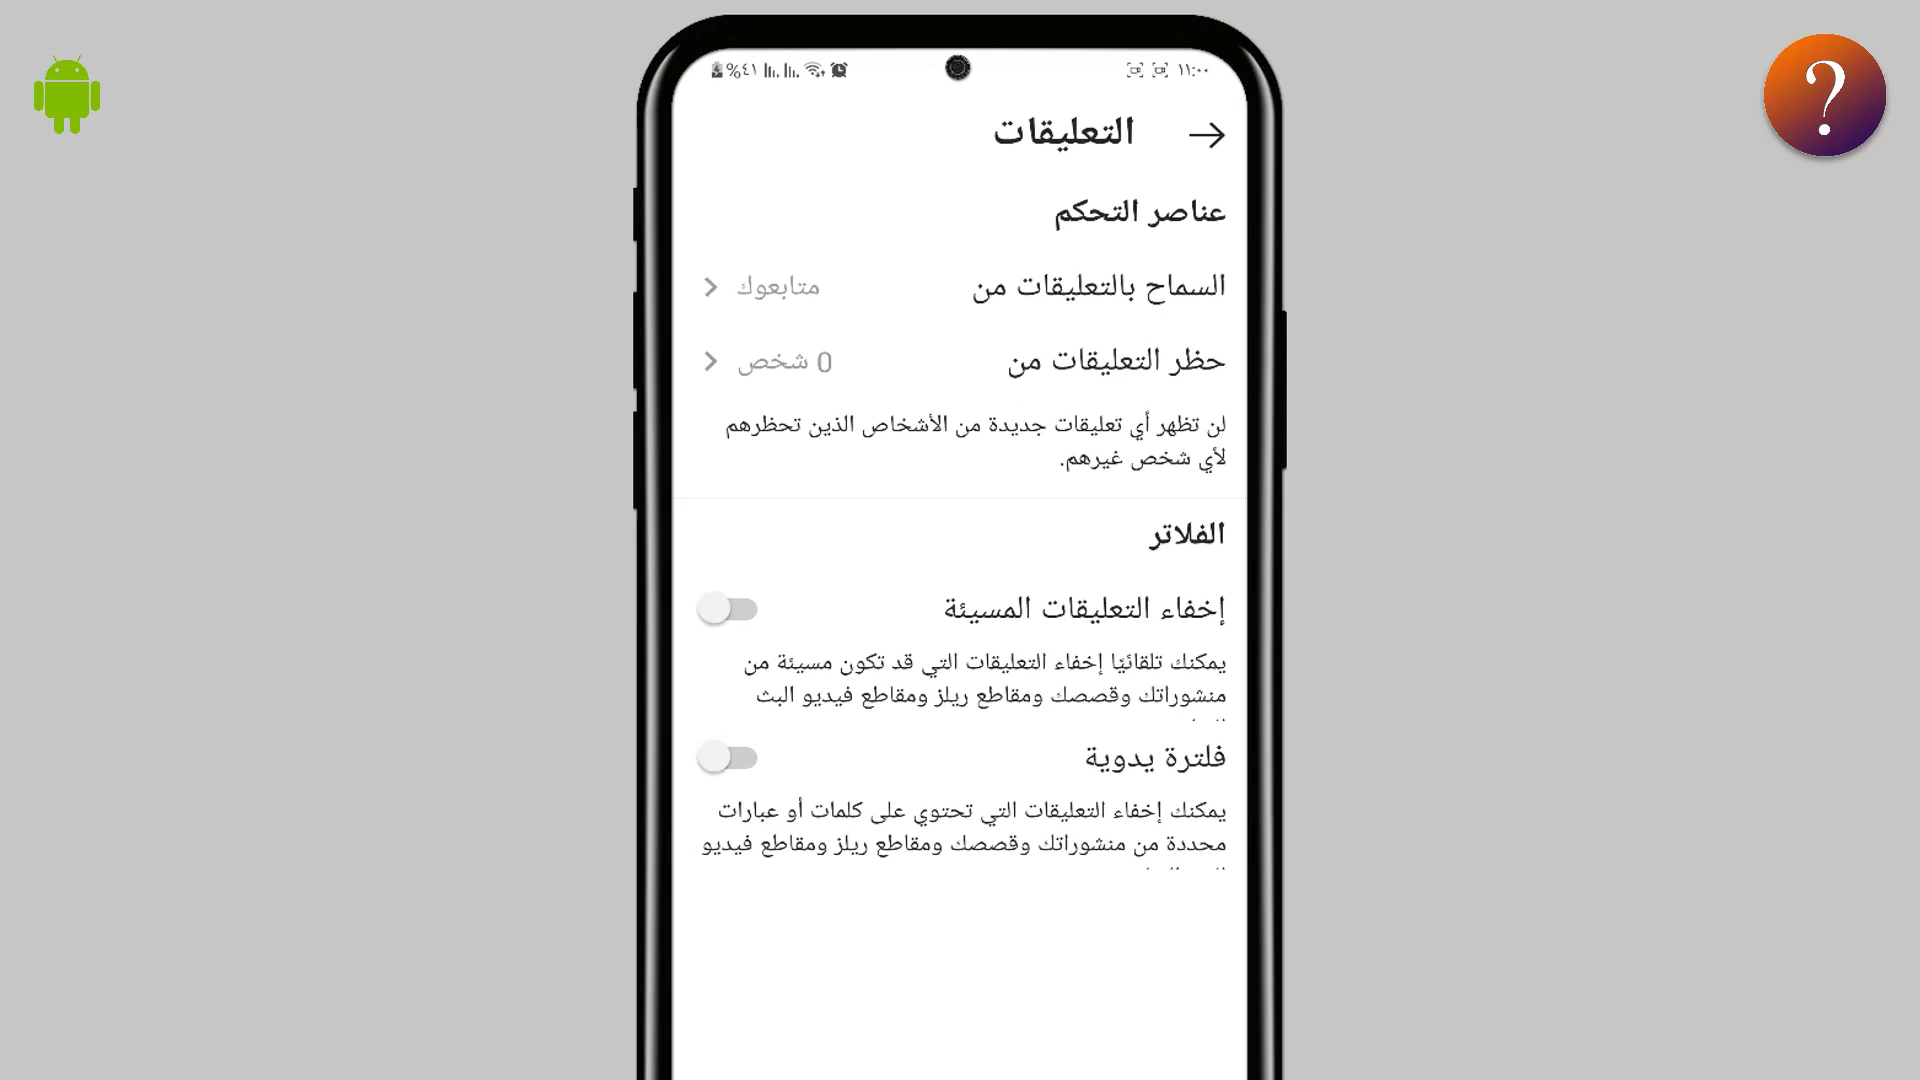 ١١:٠٠ %٤١
?
التعليقات
عناصر التحكم
السماح بالتعليقات من متابعوك
حظر التعليقات من 0 شخص
لن تظهر أي تعليقات جديدة من الأشخاص الذين تحظرهم
لأي شخص غيرهم.
الفلاتر
إخفاء التعليقات المسيئة
يمكنك تلقائيًا إخفاء التعليقات التي قد تكون مسيئة من
منشوراتك وقصصك ومقاطع ريلز ومقاطع فيديو البث
فلترة يدوية
يمكنك إخفاء التعليقات التي تحتوي على كلمات أو عبارات
محددة من منشوراتك وقصصك ومقاطع ريلز ومقاطع فيديو